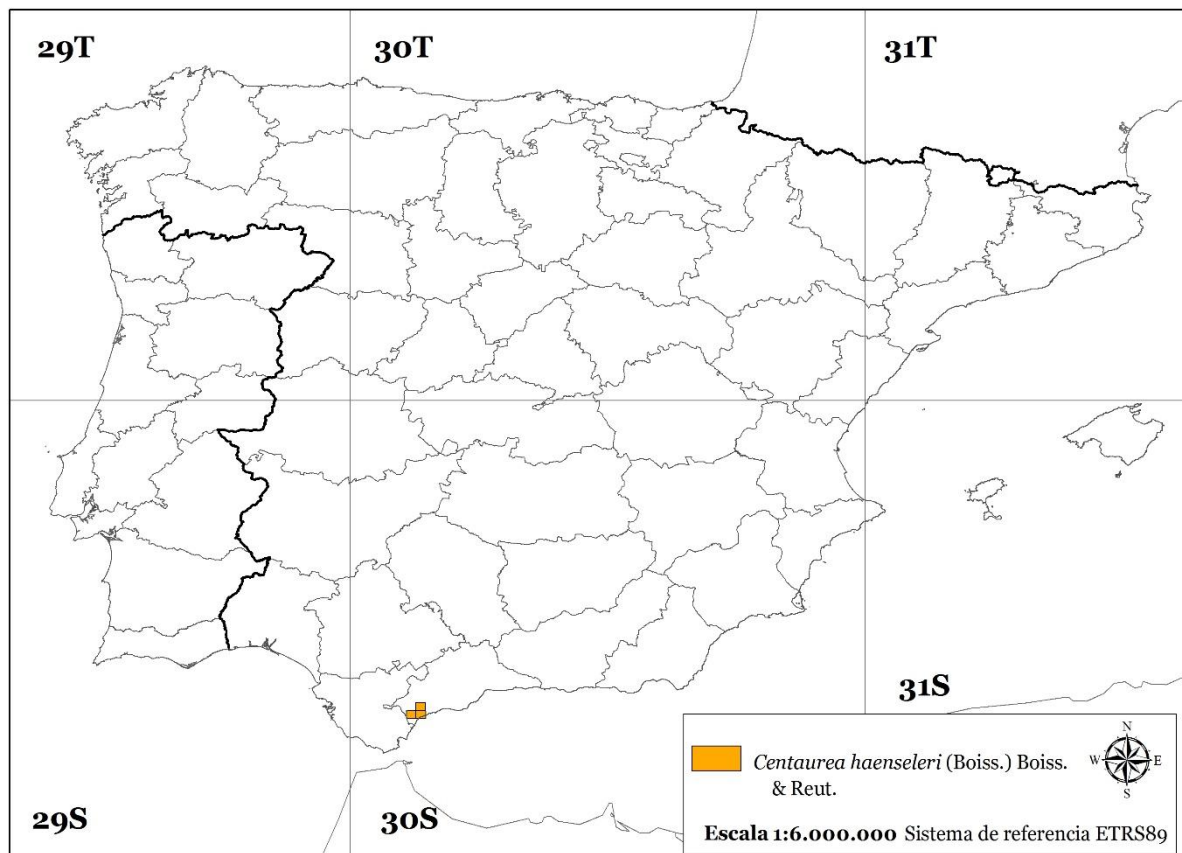 29T
30T
31T
31S
29S
30S
Centaurea haenseleri (Boiss.) Boiss.
& Reut.
N
W E
S
Escala 1:6.000.000 Sistema de referencia ETRS89